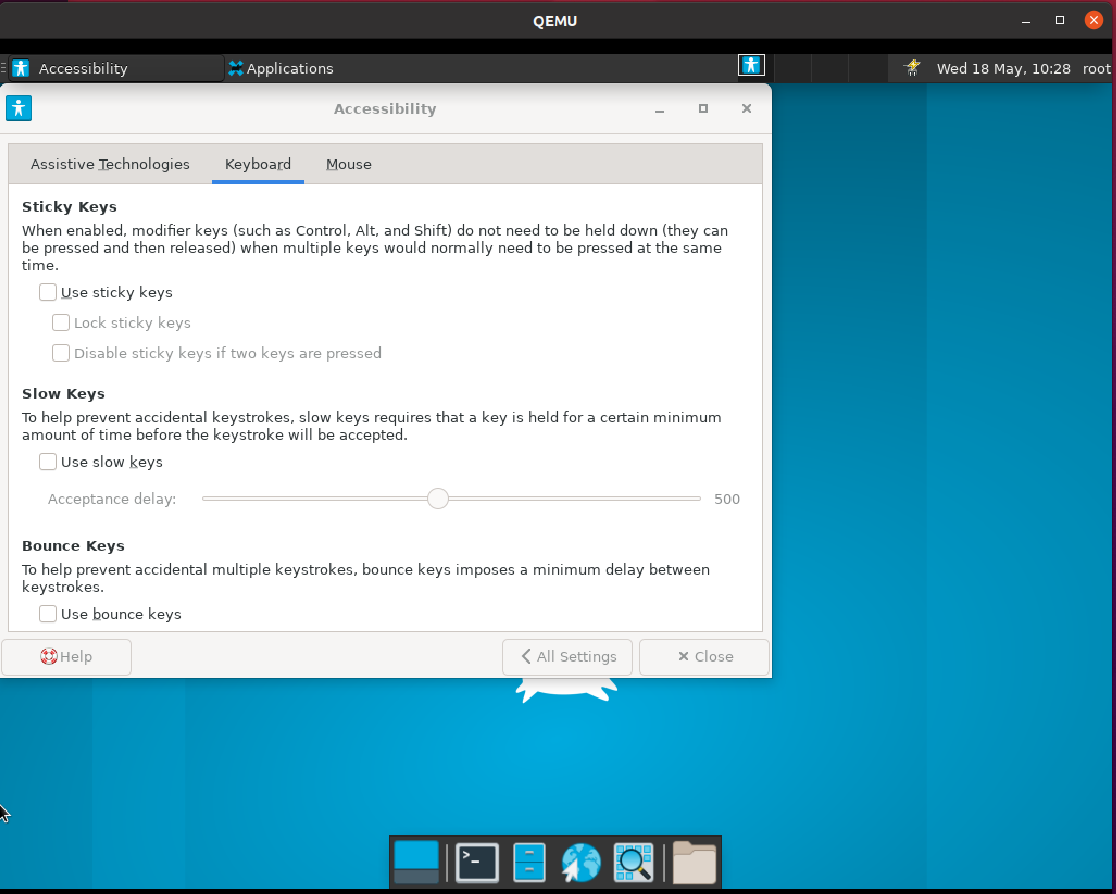 QEMU
Accessibility
Applications
Wed 18 May, 10:28
root
Accessibility
Assistive Technologies
Keyboard
Mouse
Sticky Keys
When enabled, modifier keys (such as Control, Alt, and Shift) do not need to be held down (they can
be pressed and then released) when multiple keys would normally need to be pressed at the same
time.
Use sticky keys
Lock sticky keys
Disable sticky keys if two keys are pressed
Slow Keys
To help prevent accidental keystrokes, slow keys requires that a key is held for a certain minimum
amount of time before the keystroke will be accepted.
Use slow keys
Acceptance delay:
500
Bounce Keys
To help prevent accidental multiple keystrokes, bounce keys imposes a minimum delay between
keystrokes.
Use bounce keys
Help
All Settings
Close